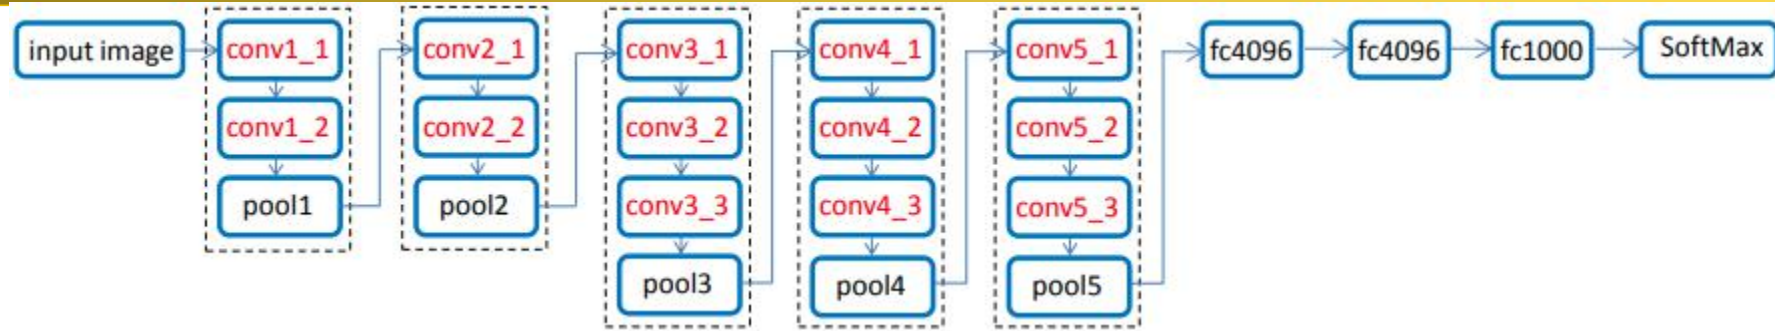 input image
conv1_1
conv1_2
pool1
conv2_1
conv2_2
pool2
conv3_1
conv3_2
conv3_3
pool3
conv4_1
conv4_2
conv4_3
pool4
conv5_1
conv5_2
conv5_3
pool5
fc4096
fc4096
fc1000
SoftMax